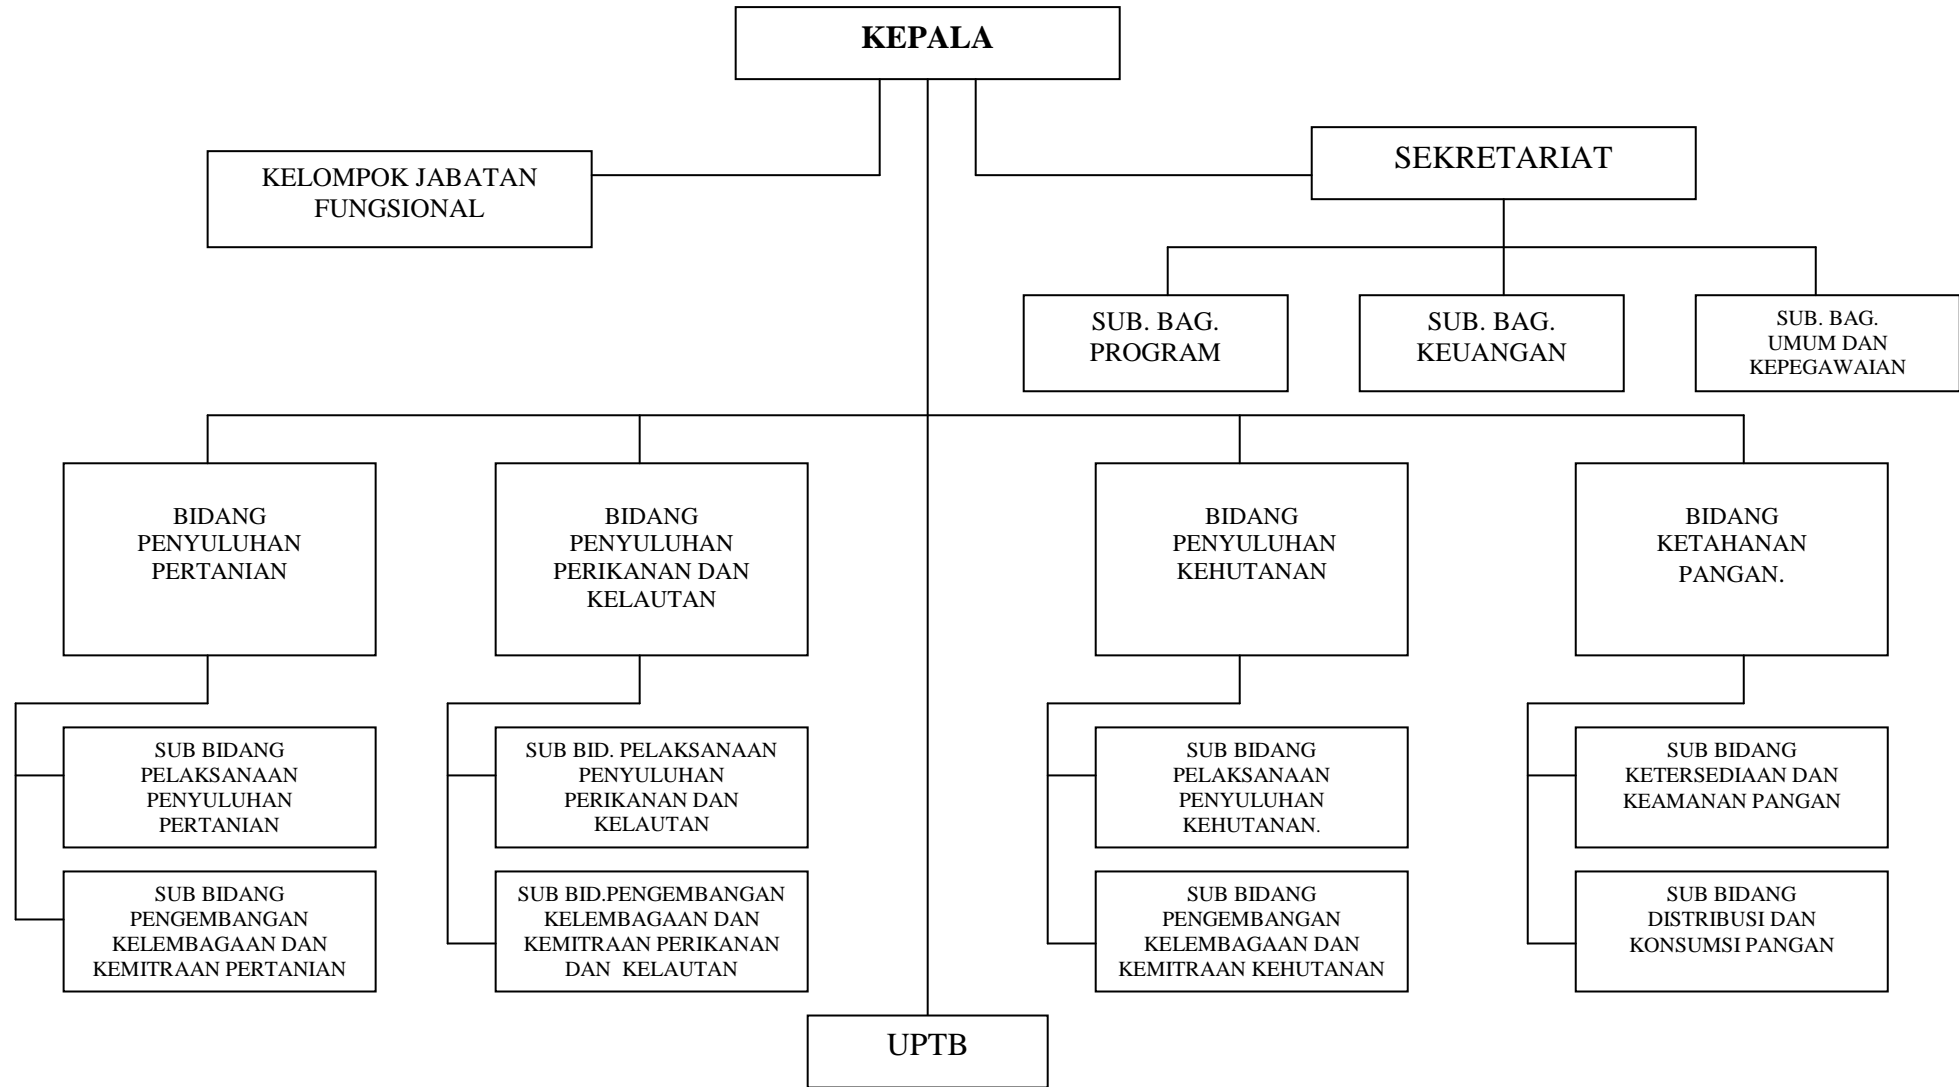 KEPALA
KELOMPOK JABATAN
FUNGSIONAL
SEKRETARIAT
SUB. BAG.
PROGRAM
SUB. BAG.
KEUANGAN
SUB. BAG.
UMUM DAN
KEPEGAWAIAN
BIDANG
PENYULUHAN
PERTANIAN
BIDANG
PENYULUHAN
PERIKANAN DAN
KELAUTAN
BIDANG
PENYULUHAN
KEHUTANAN
BIDANG
KETAHANAN
PANGAN.
SUB BIDANG
PELAKSANAAN
PENYULUHAN
PERTANIAN
SUB BID. PELAKSANAAN
PENYULUHAN
PERIKANAN DAN
KELAUTAN
SUB BIDANG
PELAKSANAAN
PENYULUHAN
KEHUTANAN.
SUB BIDANG
KETERSEDIAAN DAN
KEAMANAN PANGAN
SUB BIDANG
PENGEMBANGAN
KELEMBAGAAN DAN
KEMITRAAN PERTANIAN
SUB BID.PENGEMBANGAN
KELEMBAGAAN DAN
KEMITRAAN PERIKANAN
DAN  KELAUTAN
SUB BIDANG
PENGEMBANGAN
KELEMBAGAAN DAN
KEMITRAAN KEHUTANAN
SUB BIDANG
DISTRIBUSI DAN
KONSUMSI PANGAN
UPTB